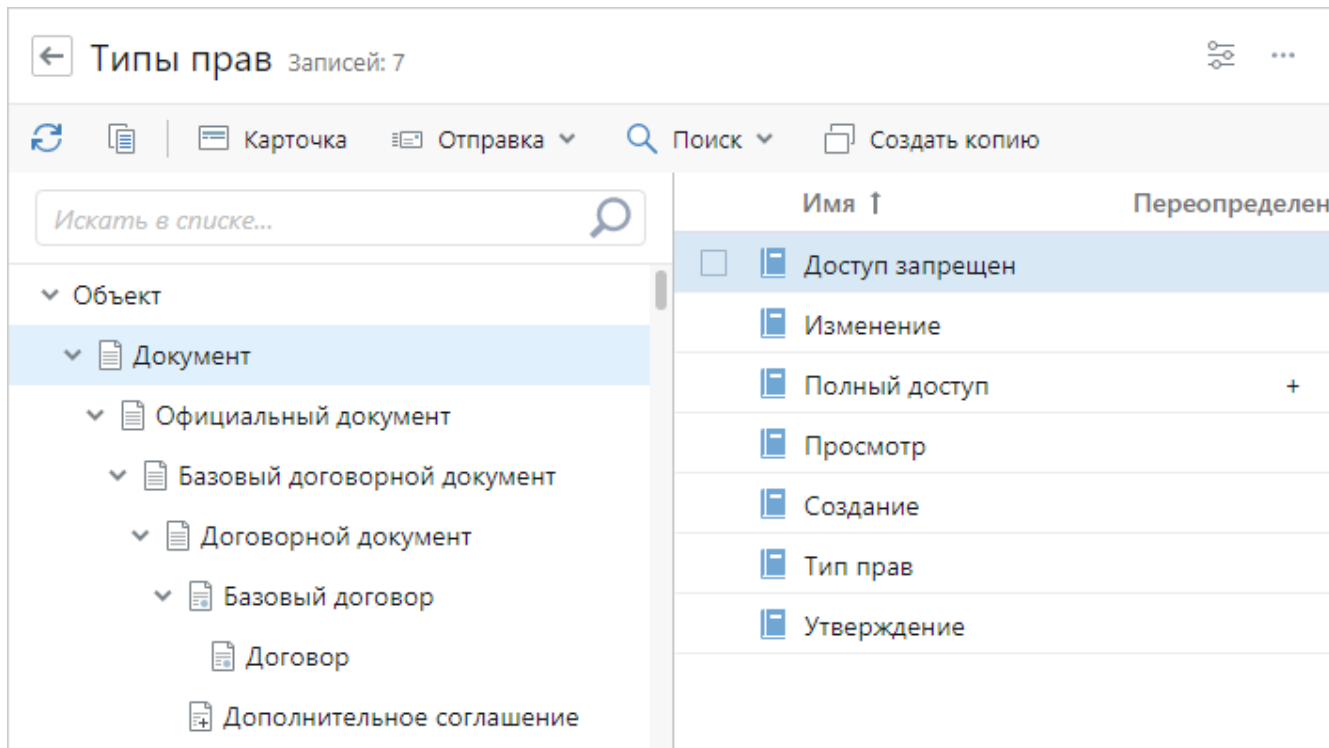 Типы прав Записей: 7
Карточка Отправка Поиск Создать копию
Искать в списке...
Объект
Документ
Официальный документ
Базовый договорной документ
Договорной документ
Базовый договор
Договор
Дополнительное соглашение
Имя ↑ Переопределен
Доступ запрещен
Изменение
Полный доступ +
Просмотр
Создание
Тип прав
Утверждение